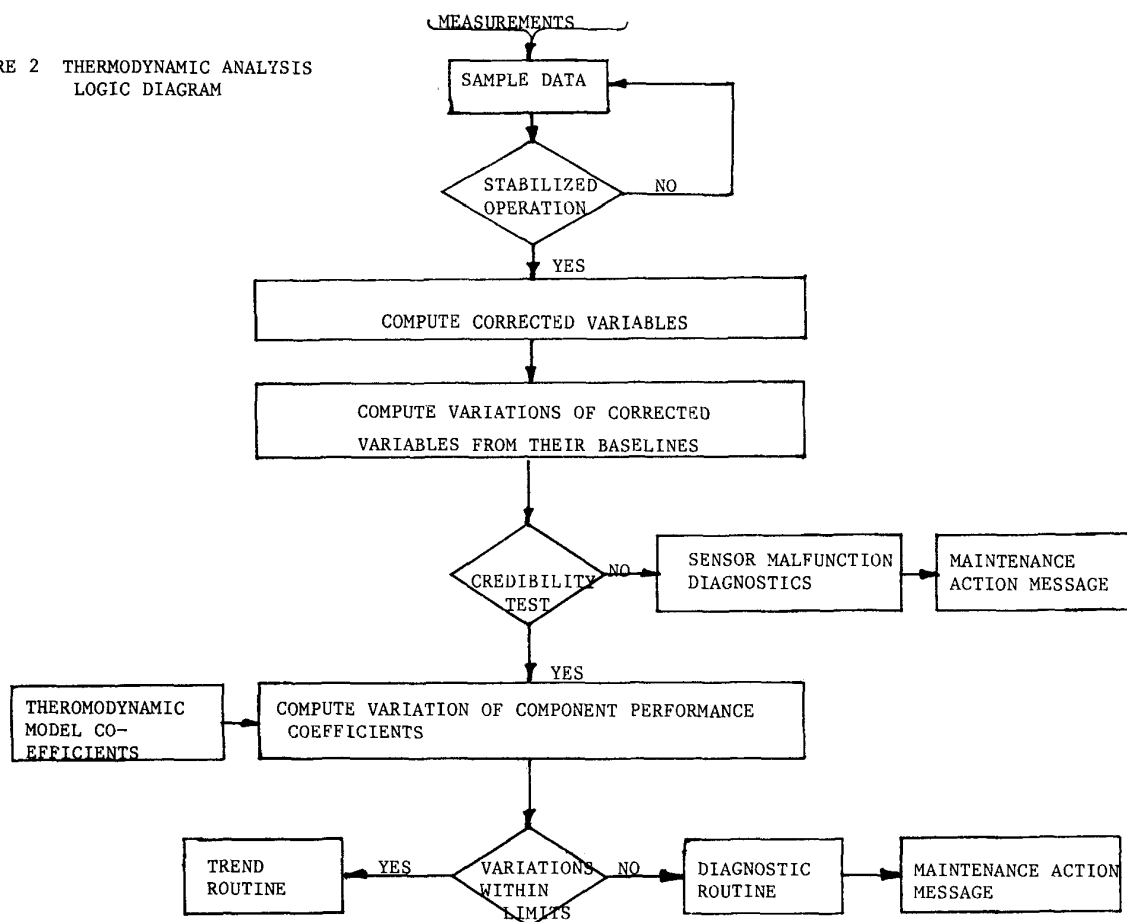 MEASUREMENTS
RE 2 THERMODYNAMIC ANALYSIS
LOGIC DIAGRAM
SAMPLE DATA
STABILIZED
OPERATION
NO
YES
COMPUTE CORRECTED VARIABLES
COMPUTE VARIATIONS OF CORRECTED
VARIABLES FROM THEIR BASELINES
CREDIBILITY
TEST
NO
SENSOR MALFUNCTION
DIAGNOSTICS
MAINTENANCE
ACTION MESSAGE
YES
THEROMODYNAMIC
MODEL CO-
EFFICIENTS
COMPUTE VARIATION OF COMPONENT PERFORMANCE
COEFFICIENTS
TREND
ROUTINE
YES
VARIATIONS
WITHIN
LIMITS
NO
DIAGNOSTIC
ROUTINE
MAINTENANCE ACTION
MESSAGE